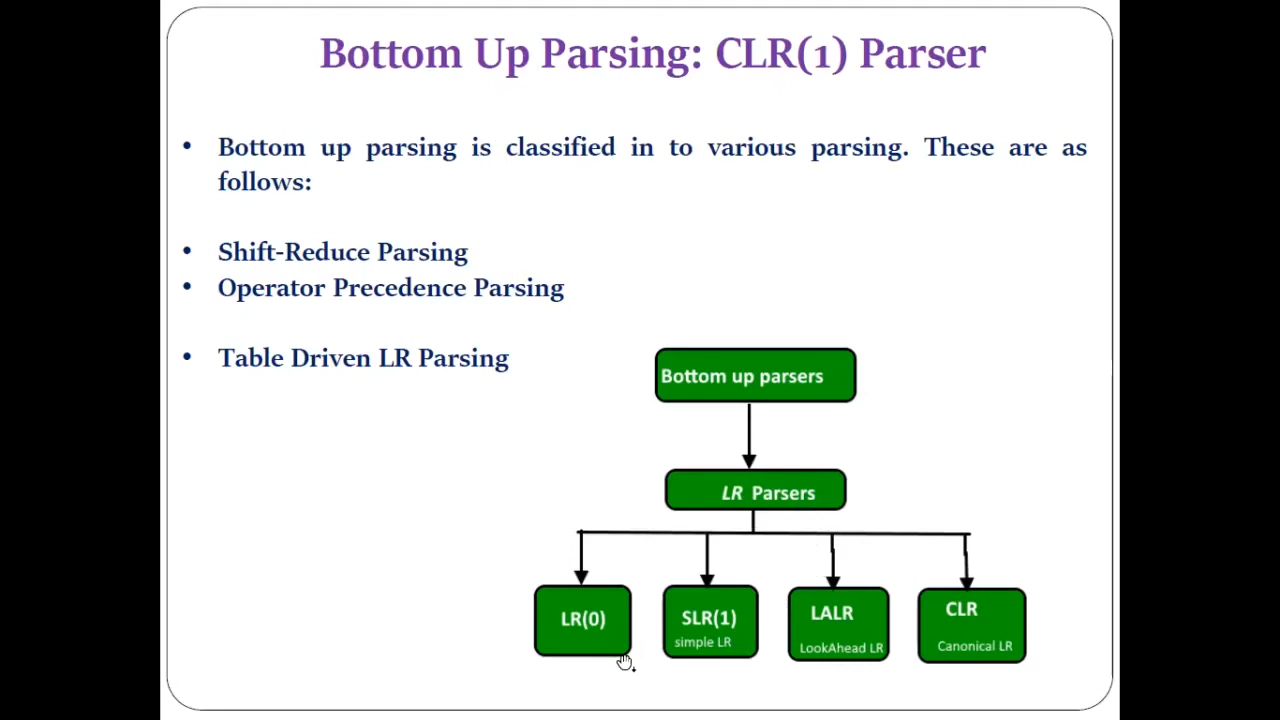 Bottom Up Parsing: CLR(1) Parser
• Bottom up parsing is classified in to various parsing. These are as
follows:
• Shift-Reduce Parsing
• Operator Precedence Parsing
• Table Driven LR Parsing
Bottom up parsers
LR Parsers
LR(0)
SLR(1)
simple LR
LALR
LookAhead LR
CLR
Canonical LR